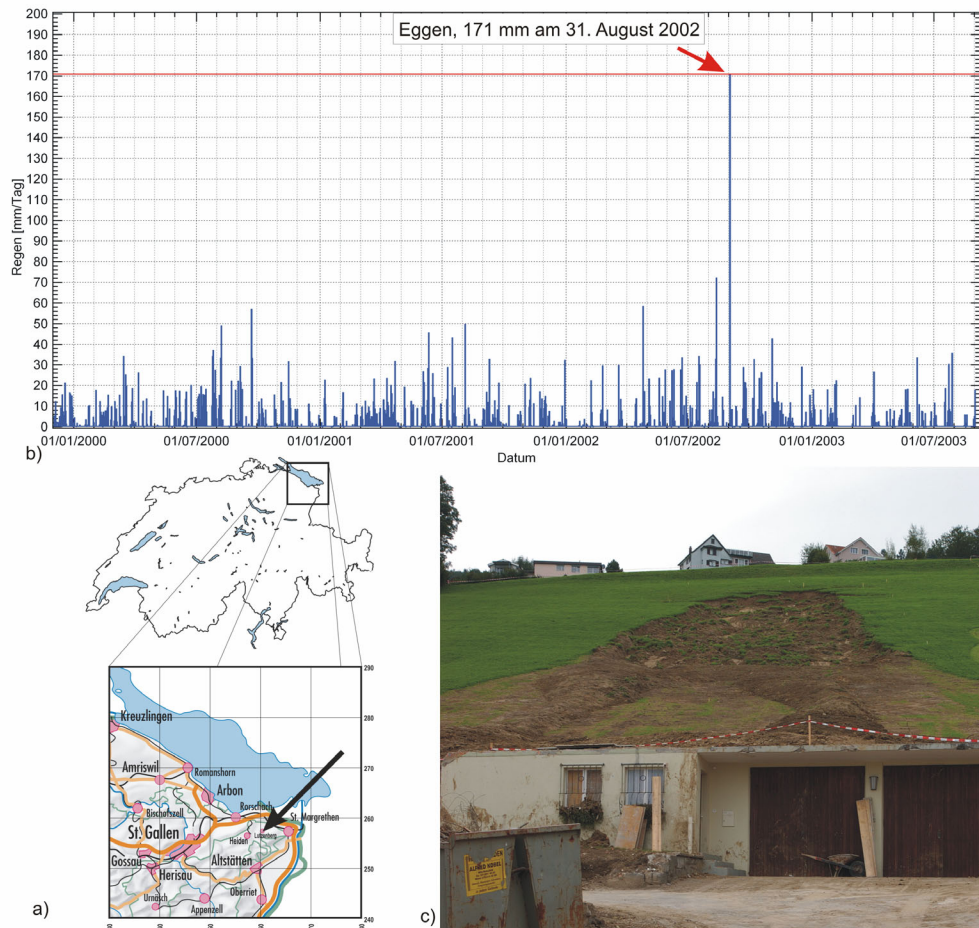 Eggen, 171 mm am 31. August 2002
200
190
180
170
160
150
140
130
120
110
100
90
80
70
60
50
40
30
20
10
0
Regen [mm/Tag]
01/01/2000 01/07/2000 01/01/2001 01/07/2001 01/01/2002 01/07/2002 01/01/2003 01/07/2003
Datum
b)
290
Kreuzlingen
280
Amriswil
Romanshorn
270
Arbon
Bischofszell
Rorschach
St. Margrethen
260
St. Gallen
Heiden
Lutzenberg
Gossau
Altstätten
250
Herisau
Oberriet
Urnäsch
Appenzell
240
a)
c)